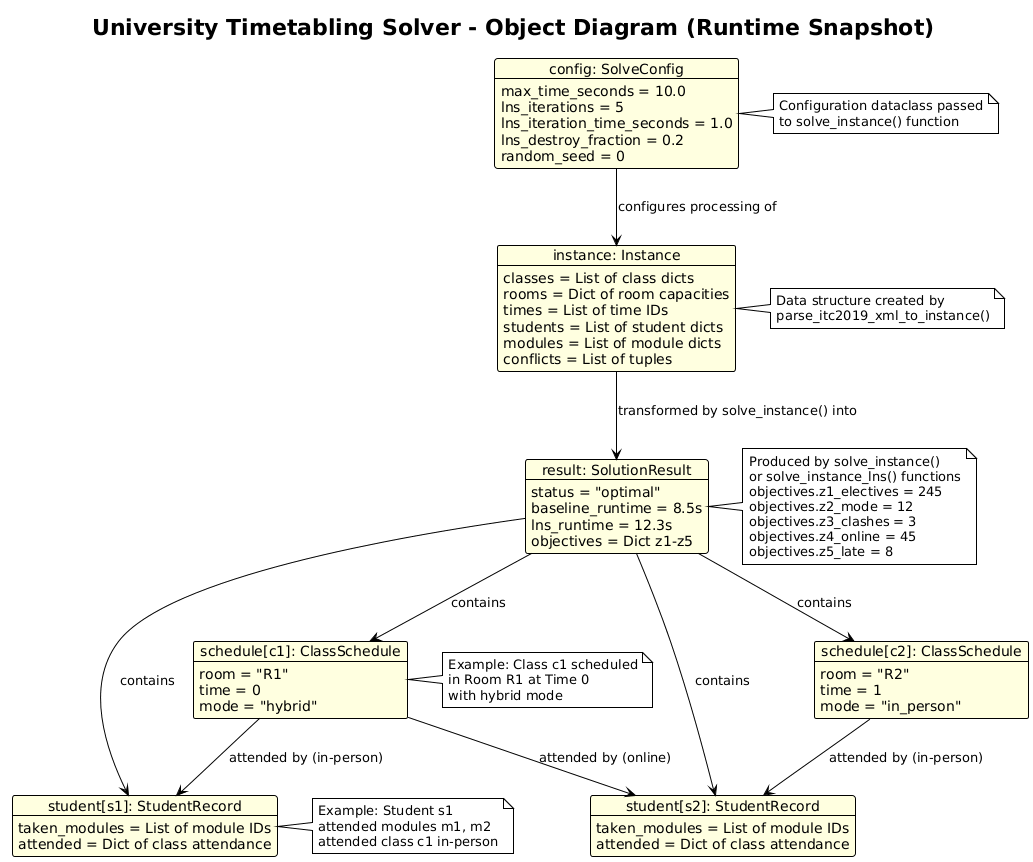 University Timetabling Solver - Object Diagram (Runtime Snapshot)
config: SolveConfig
max_time_seconds = 10.0
lns_iterations = 5
lns_iteration_time_seconds = 1.0
lns_destroy_fraction = 0.2
random_seed = 0
Configuration dataclass passed
to solve_instance() function
configures processing of
instance: Instance
classes = List of class dicts
rooms = Dict of room capacities
times = List of time IDs
students = List of student dicts
modules = List of module dicts
conflicts = List of tuples
Data structure created by
parse_itc2019_xml_to_instance()
transformed by solve_instance() into
result: SolutionResult
status = "optimal"
baseline_runtime = 8.5s
lns_runtime = 12.3s
objectives = Dict z1-z5
Produced by solve_instance()
or solve_instance_lns() functions
objectives.z1_electives = 245
objectives.z2_mode = 12
objectives.z3_clashes = 3
objectives.z4_online = 45
objectives.z5_late = 8
contains
contains
schedule[c1]: ClassSchedule
room = "R1"
time = 0
mode = "hybrid"
Example: Class c1 scheduled
in Room R1 at Time 0
with hybrid mode
schedule[c2]: ClassSchedule
room = "R2"
time = 1
mode = "in_person"
contains
contains
attended by (in-person)
attended by (online)
attended by (in-person)
student[s1]: StudentRecord
taken_modules = List of module IDs
attended = Dict of class attendance
Example: Student s1
attended modules m1, m2
attended class c1 in-person
student[s2]: StudentRecord
taken_modules = List of module IDs
attended = Dict of class attendance